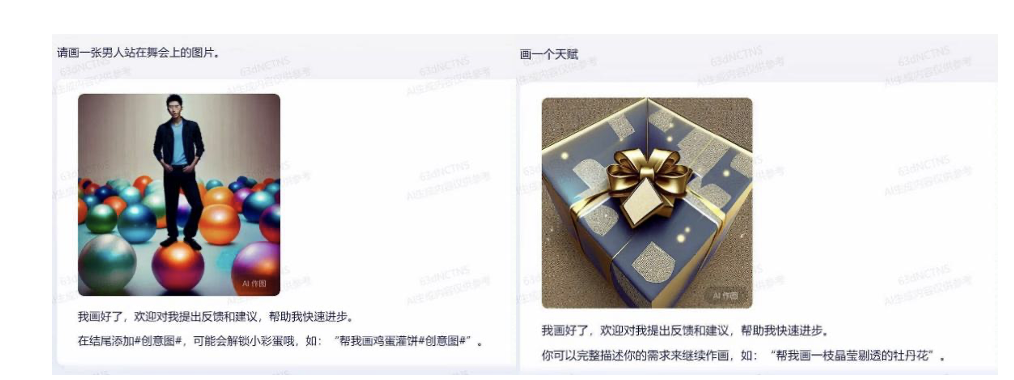 请画一张男人站在舞会上的图片。
AI 作图
我画好了，欢迎对我提出反馈和建议，帮助我快速进步。
在结尾添加#创意图#，可能会解锁小彩蛋哦，如：“帮我画鸡蛋灌饼#创意图#”。
画一个天赋
AI 作图
我画好了，欢迎对我提出反馈和建议，帮助我快速进步。
你可以完整描述你的需求来继续作画，如：“帮我画一枝晶莹剔透的牡丹花”。